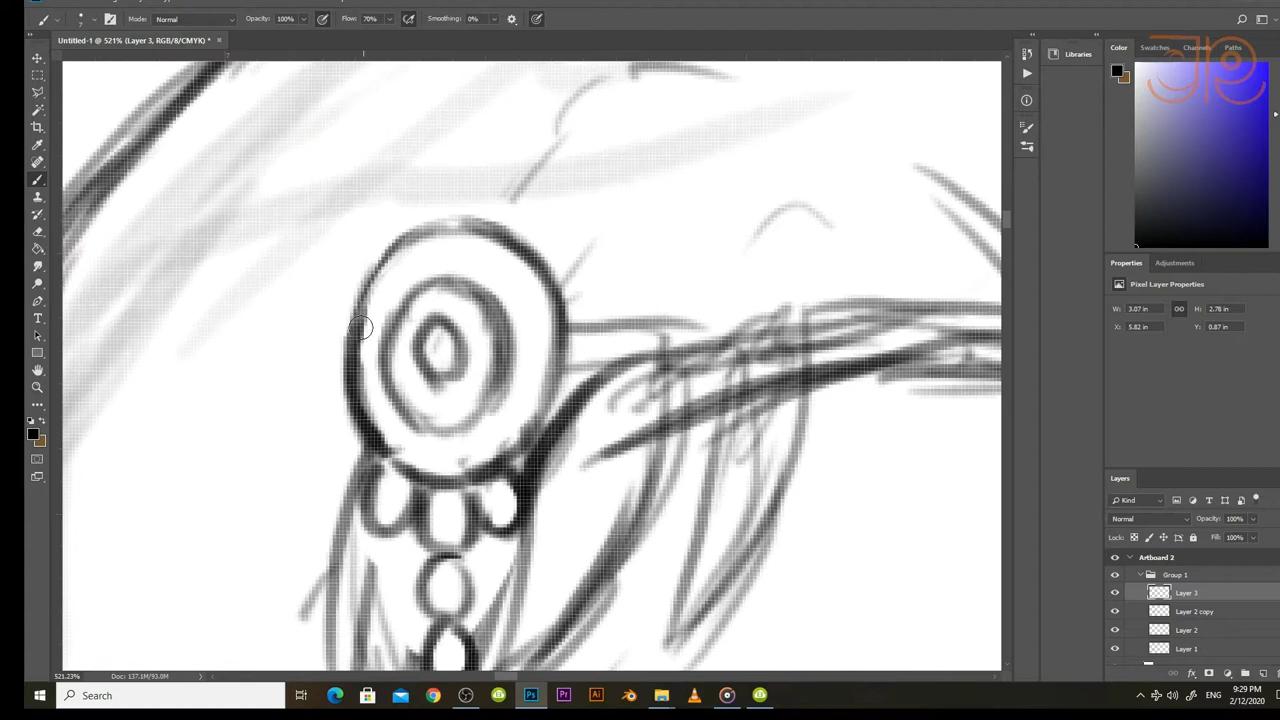 Mode: Normal Opacity: 100% Flow: 70% Smoothing: 0%
Untitled-1 @ 521% (Layer 3, RGB/8/CMYK) * ×
Libraries
Color Swatches Channels Paths
Properties Adjustments
Pixel Layer Properties
W: 3.07 in H: 2.78 in
X: 5.82 in Y: 0.87 in
Layers
Kind
Normal Opacity: 100%
Lock: Fill: 100%
Artboard 2
Group 1
Layer 3
Layer 2 copy
Layer 2
Layer 1
521.23% Doc: 137.1M/93.0M
Search
Ps Pr Ai
ENG 9:29 PM
2/12/2020